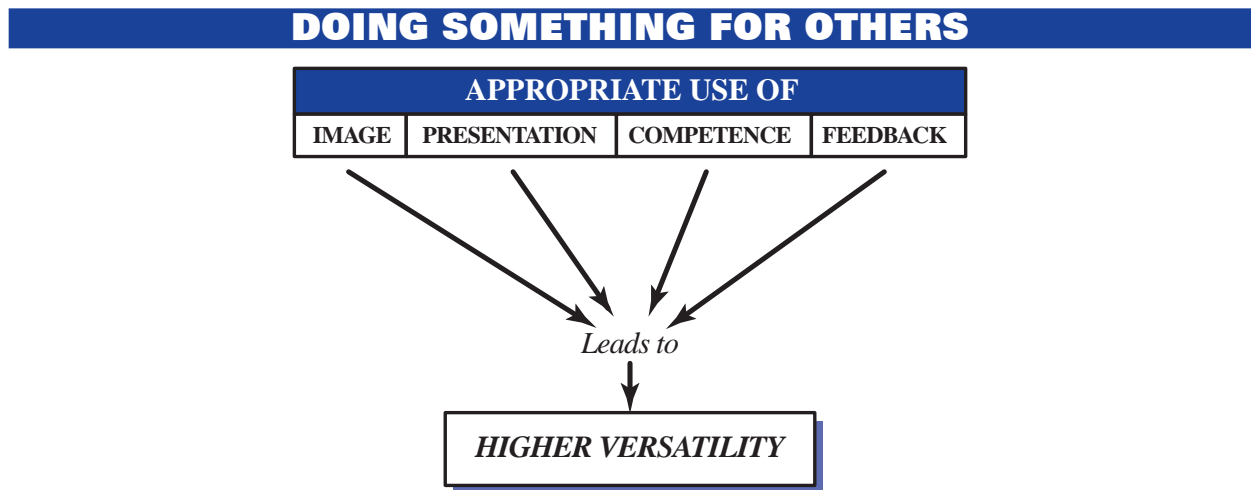 DOING SOMETHING FOR OTHERS
APPROPRIATE USE OF
IMAGE PRESENTATION COMPETENCE FEEDBACK
Leads to
HIGHER VERSATILITY